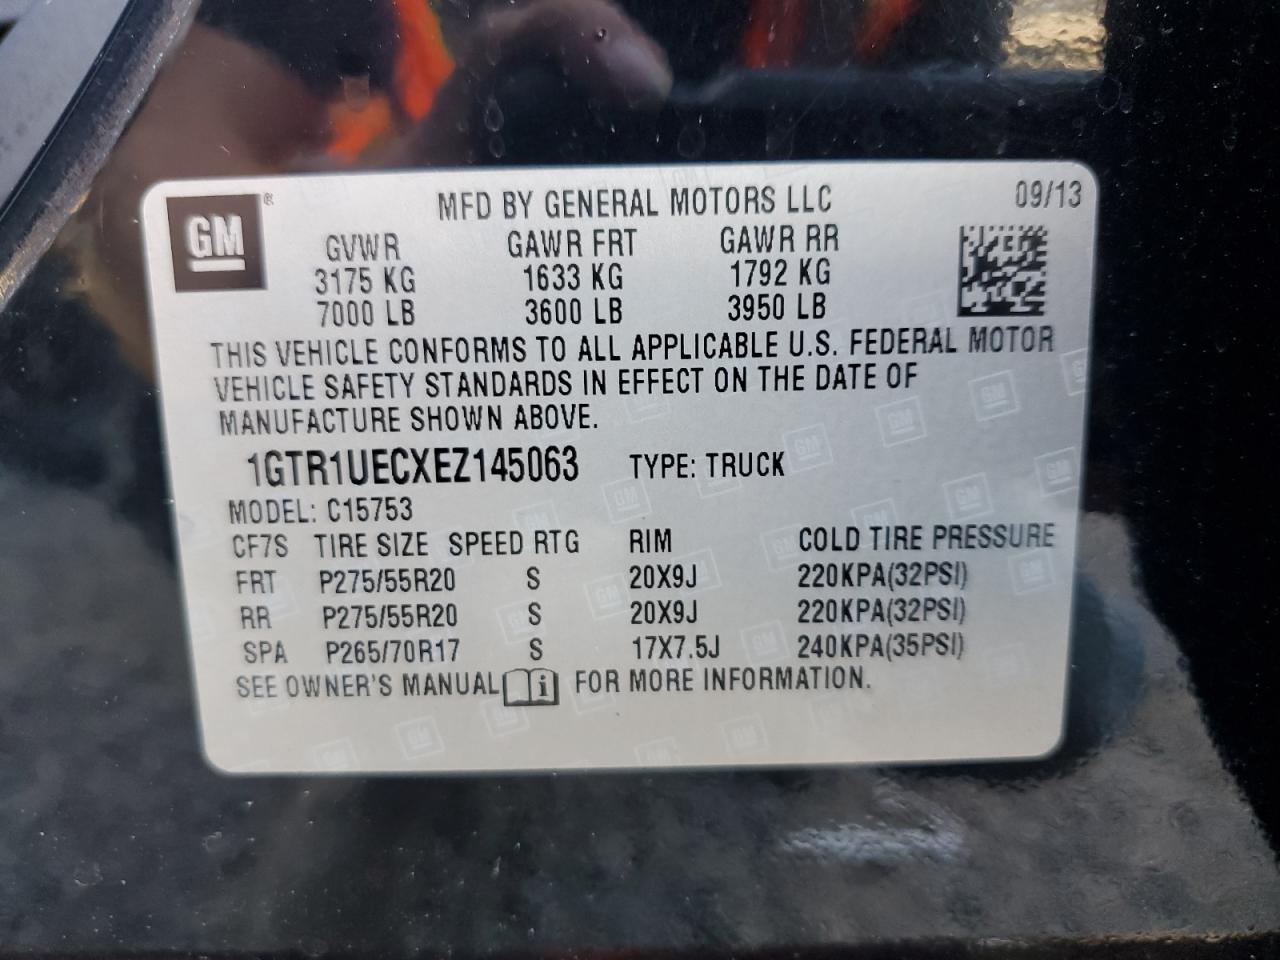 GM ® MFD BY GENERAL MOTORS LLC 09/13
GVWR GAWR FRT GAWR RR
3175 KG 1633 KG 1792 KG
7000 LB 3600 LB 3950 LB
THIS VEHICLE CONFORMS TO ALL APPLICABLE U.S. FEDERAL MOTOR
VEHICLE SAFETY STANDARDS IN EFFECT ON THE DATE OF
MANUFACTURE SHOWN ABOVE.
1GTR1UECXEZ145063 TYPE: TRUCK
MODEL: C15753
CF7S TIRE SIZE SPEED RTG RIM COLD TIRE PRESSURE
FRT P275/55R20 S 20X9J 220KPA(32PSI)
RR P275/55R20 S 20X9J 220KPA(32PSI)
SPA P265/70R17 S 17X7.5J 240KPA(35PSI)
SEE OWNER'S MANUAL i FOR MORE INFORMATION.